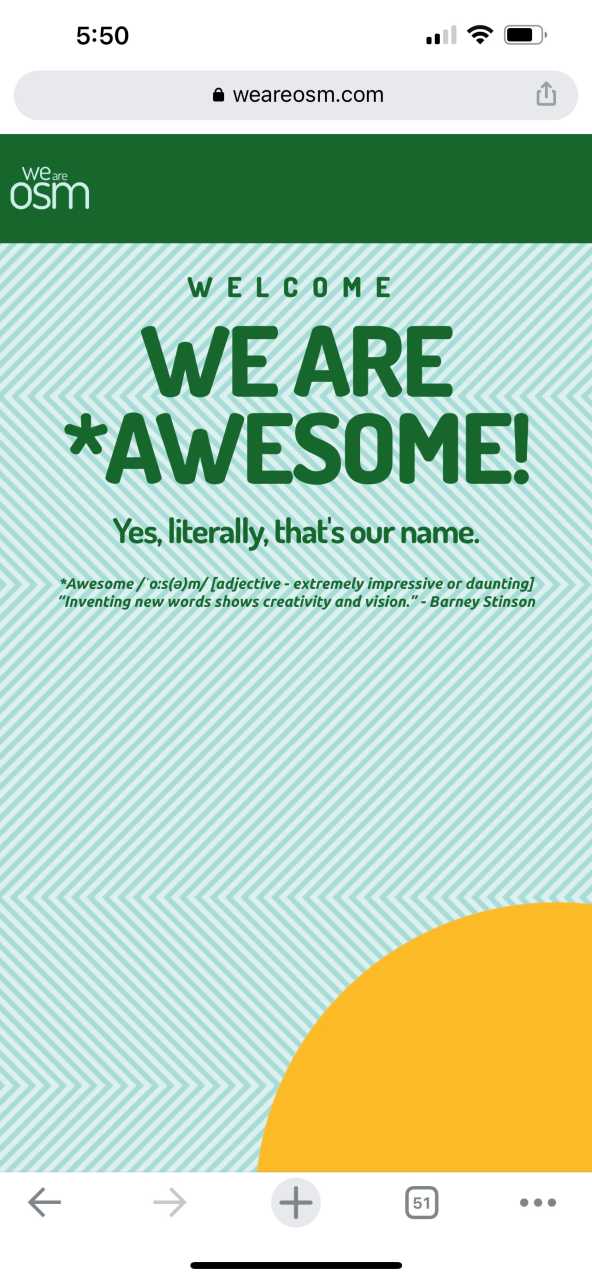 5:50
weareosm.com
we are
osm
WELCOME
WE ARE
*AWESOME!
Yes, literally, that's our name.
*Awesome /ˈo:s(ə)m/ [adjective - extremely impressive or daunting]
"Inventing new words shows creativity and vision." - Barney Stinson
51